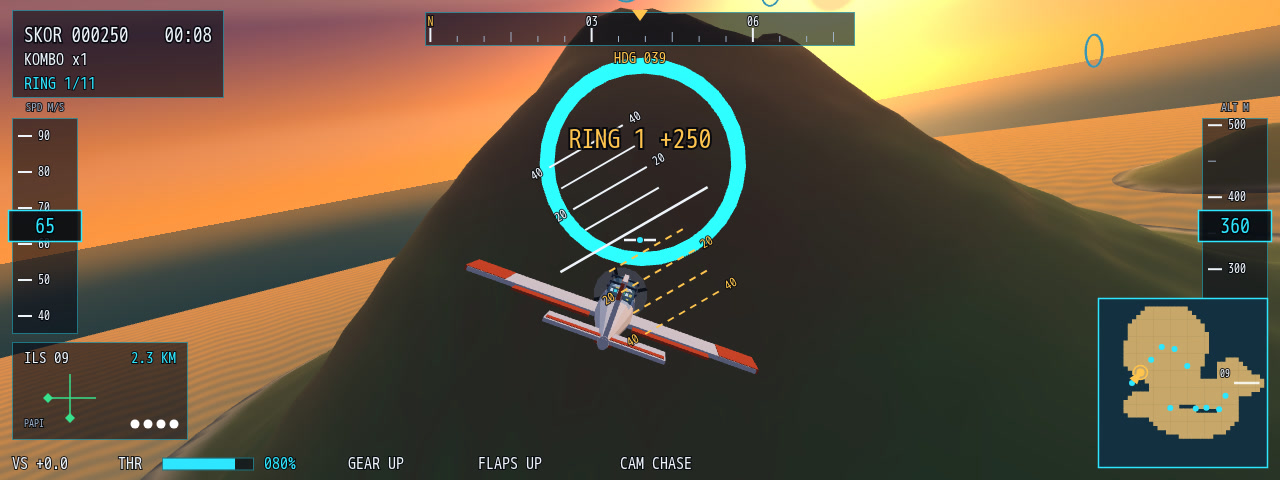 SKOR 000250 00:08
KOMBO x1
RING 1/11
N 03 06
HDG 039
SPD M/S
90
80
70
65
60
50
40
ALT M
500
400
360
300
RING 1 +250
40
40
20
20
20
20
40
40
ILS 09 2.3 KM
PAPI
09
VS +0.0 THR 080% GEAR UP FLAPS UP CAM CHASE